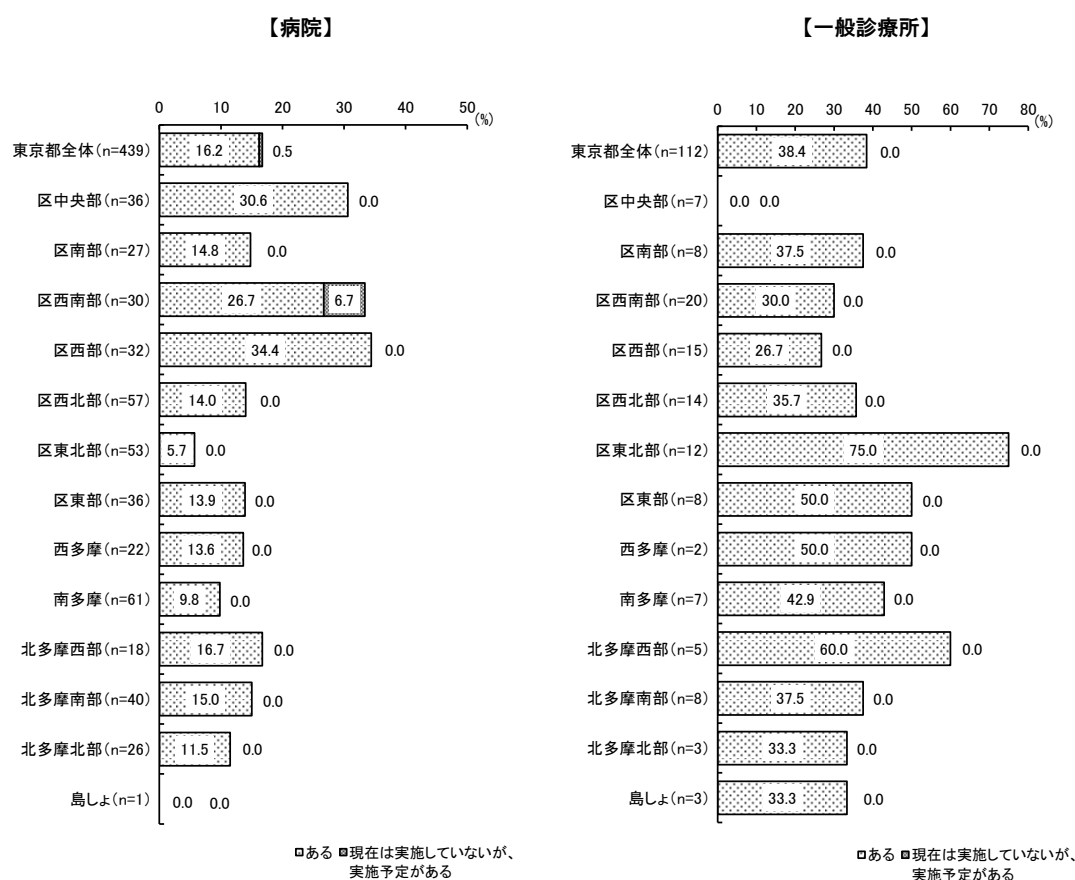 【病院】
0 10 20 30 40 50
(%)
東京都全体(n=439) 16.2 0.5
区中央部(n=36) 30.6 0.0
区南部(n=27) 14.8 0.0
区西南部(n=30) 26.7 6.7
区西部(n=32) 34.4 0.0
区西北部(n=57) 14.0 0.0
区東北部(n=53) 5.7 0.0
区東部(n=36) 13.9 0.0
西多摩(n=22) 13.6 0.0
南多摩(n=61) 9.8 0.0
北多摩西部(n=18) 16.7 0.0
北多摩南部(n=40) 15.0 0.0
北多摩北部(n=26) 11.5 0.0
島しょ(n=1) 0.0 0.0
ある 現在は実施していないが、
実施予定がある
【一般診療所】
0 10 20 30 40 50 60 70 80
(%)
東京都全体(n=112) 38.4 0.0
区中央部(n=7) 0.0 0.0
区南部(n=8) 37.5 0.0
区西南部(n=20) 30.0 0.0
区西部(n=15) 26.7 0.0
区西北部(n=14) 35.7 0.0
区東北部(n=12) 75.0 0.0
区東部(n=8) 50.0 0.0
西多摩(n=2) 50.0 0.0
南多摩(n=7) 42.9 0.0
北多摩西部(n=5) 60.0 0.0
北多摩南部(n=8) 37.5 0.0
北多摩北部(n=3) 33.3 0.0
島しょ(n=3) 33.3 0.0
ある 現在は実施していないが、
実施予定がある